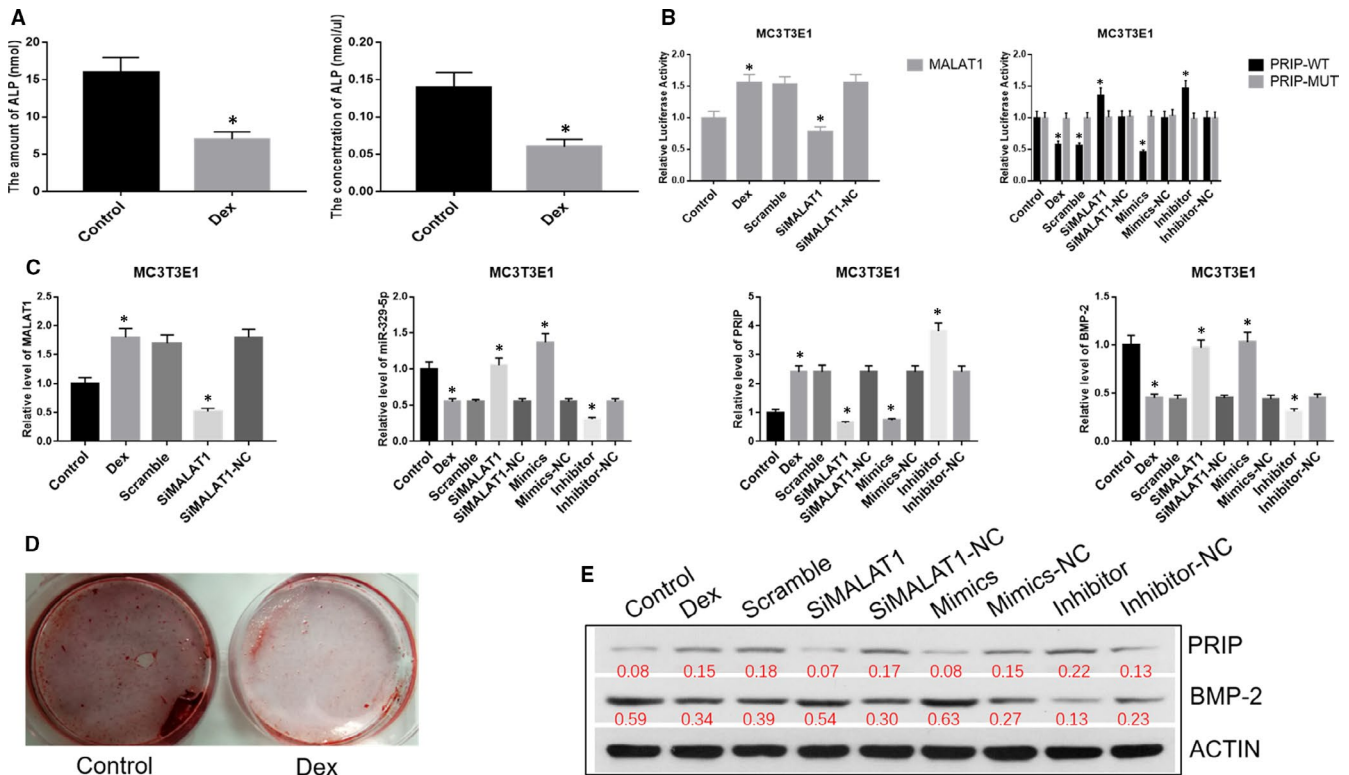 A
The amount of ALP (nmol)
20
15
10
5
0
Control
Dex
*
The concentration of ALP (nmol/ul)
0.20
0.15
0.10
0.05
0.00
Control
Dex
*
B
MC3T3E1
Relative Luciferase Activity
2.0
1.5
1.0
0.5
0.0
* *
Control
Dex
Scramble
SiMALAT1
SiMALAT1-NC
MALAT1
MC3T3E1
Relative Luciferase Activity
2.0
1.5
1.0
0.5
0.0
* * * * *
Control
Dex
Scramble
SiMALAT1
SiMALAT1-NC
Mimics
Mimics-NC
Inhibitor
Inhibitor-NC
PRIP-WT
PRIP-MUT
C
MC3T3E1
Relative level of MALAT1
2.5
2.0
1.5
1.0
0.5
0.0
* *
Control
Dex
Scramble
SiMALAT1
SiMALAT1-NC
MC3T3E1
Relative level of miR-329-5p
2.0
1.5
1.0
0.5
0.0
* * * *
Control
Dex
Scramble
SiMALAT1
SiMALAT1-NC
Mimics
Mimics-NC
Inhibitor
Inhibitor-NC
MC3T3E1
Relative level of PRIP
5
4
3
2
1
0
* * * *
Control
Dex
Scramble
SiMALAT1
SiMALAT1-NC
Mimics
Mimics-NC
Inhibitor
Inhibitor-NC
MC3T3E1
Relative level of BMP-2
1.5
1.0
0.5
0.0
* * * *
Control
Dex
Scramble
SiMALAT1
SiMALAT1-NC
Mimics
Mimics-NC
Inhibitor
Inhibitor-NC
D
Control Dex
E
Control Dex Scramble SiMALAT1 SiMALAT1-NC Mimics Mimics-NC Inhibitor Inhibitor-NC
PRIP
0.08 0.15 0.18 0.07 0.17 0.08 0.15 0.22 0.13
BMP-2
0.59 0.34 0.39 0.54 0.30 0.63 0.27 0.13 0.23
ACTIN